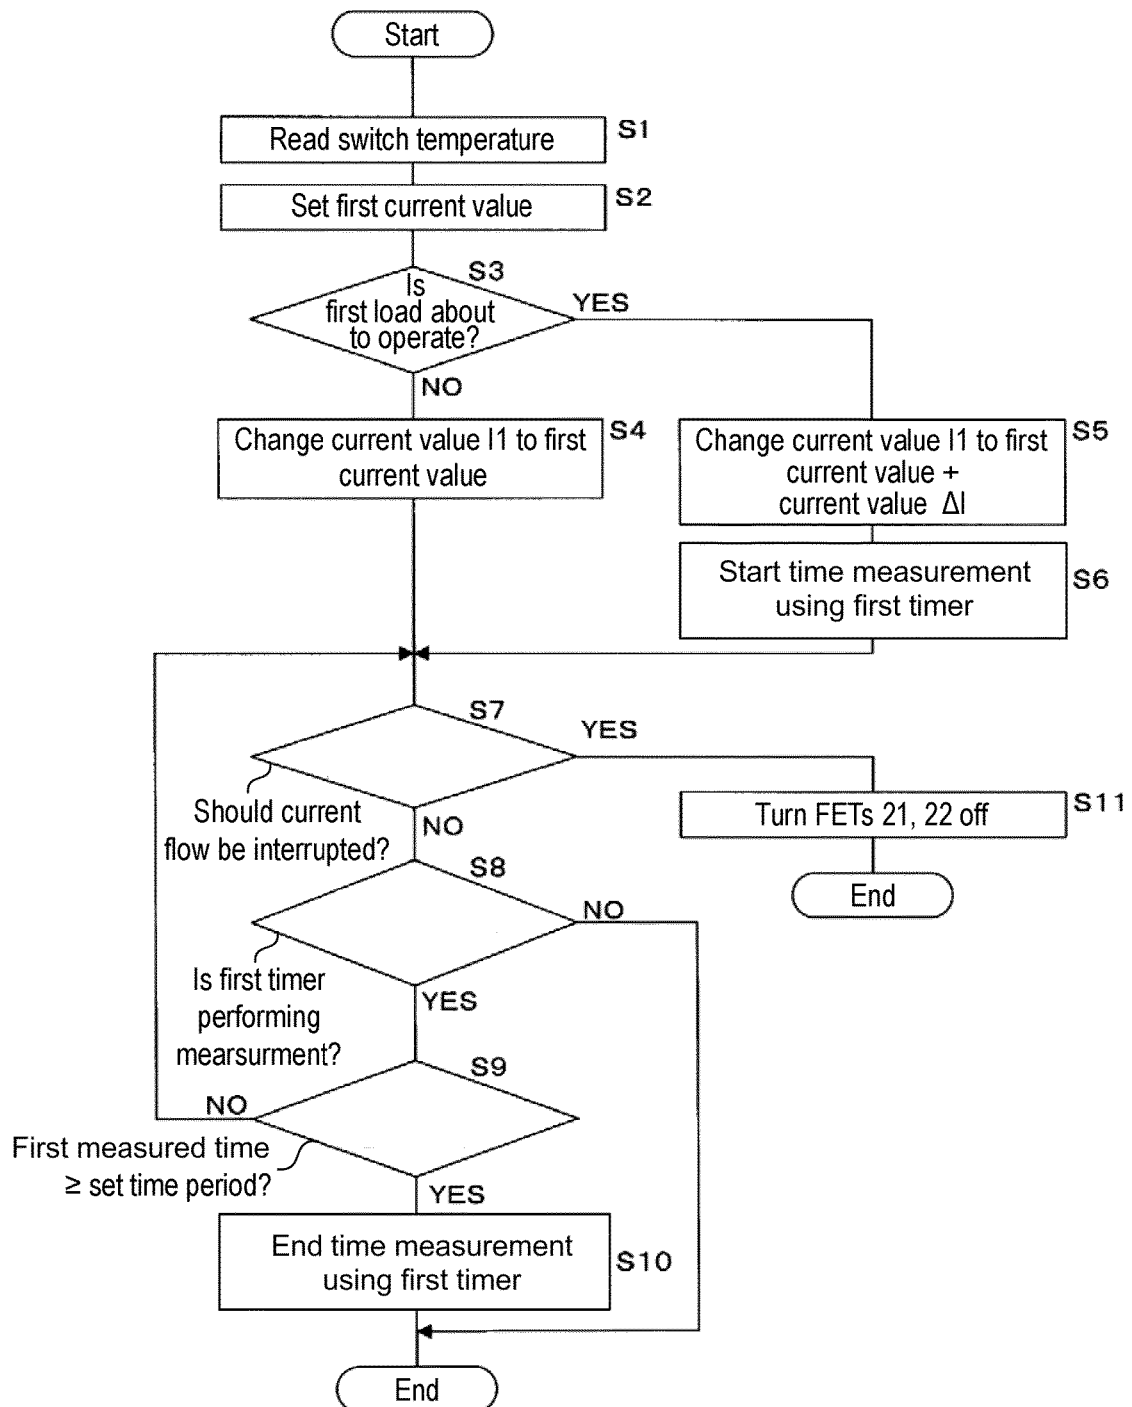 Start
Read switch temperature
S1
Set first current value
S2
S3
Is
first load about
to operate?
YES
NO
Change current value I1 to first
current value
S4
Change current value I1 to first
current value +
current value ΔI
S5
Start time measurement
using first timer
S6
S7
YES
Should current
flow be interrupted?
NO
Turn FETs 21, 22 off
S11
End
S8
NO
Is first timer
performing
mearsurment?
YES
S9
NO
First measured time
≥ set time period?
YES
End time measurement
using first timer
S10
End